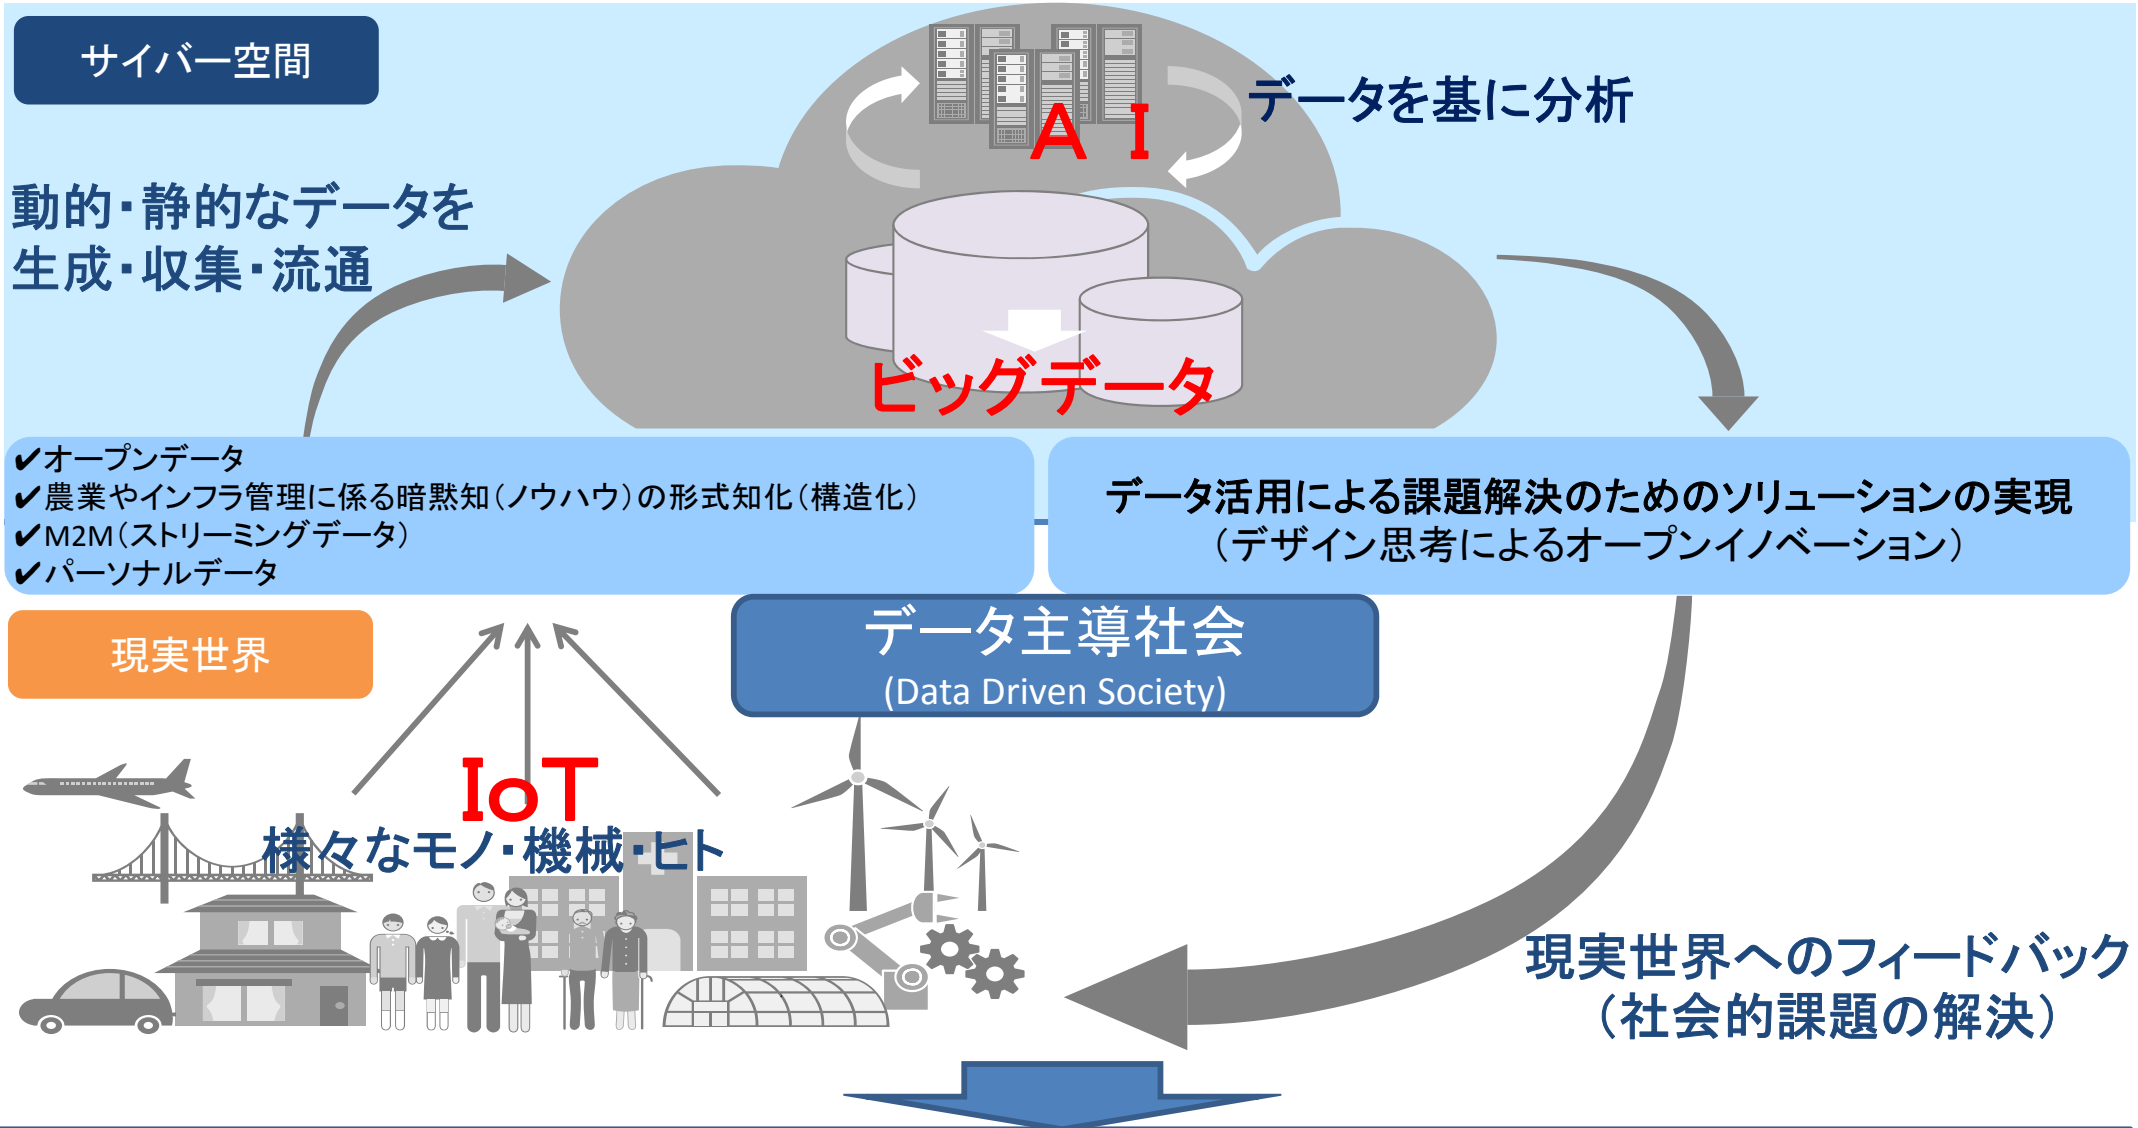 サイバー空間
データを基に分析
AI
動的・静的なデータを
生成・収集・流通
ビッグデータ
✔オープンデータ
✔農業やインフラ管理に係る暗黙知(ノウハウ)の形式知化(構造化)
✔M2M(ストリーミングデータ)
✔パーソナルデータ
データ活用による課題解決のためのソリューションの実現
(デザイン思考によるオープンイノベーション)
現実世界
データ主導社会
(Data Driven Society)
IoT
様々なモノ・機械・ヒト
現実世界へのフィードバック
(社会的課題の解決)